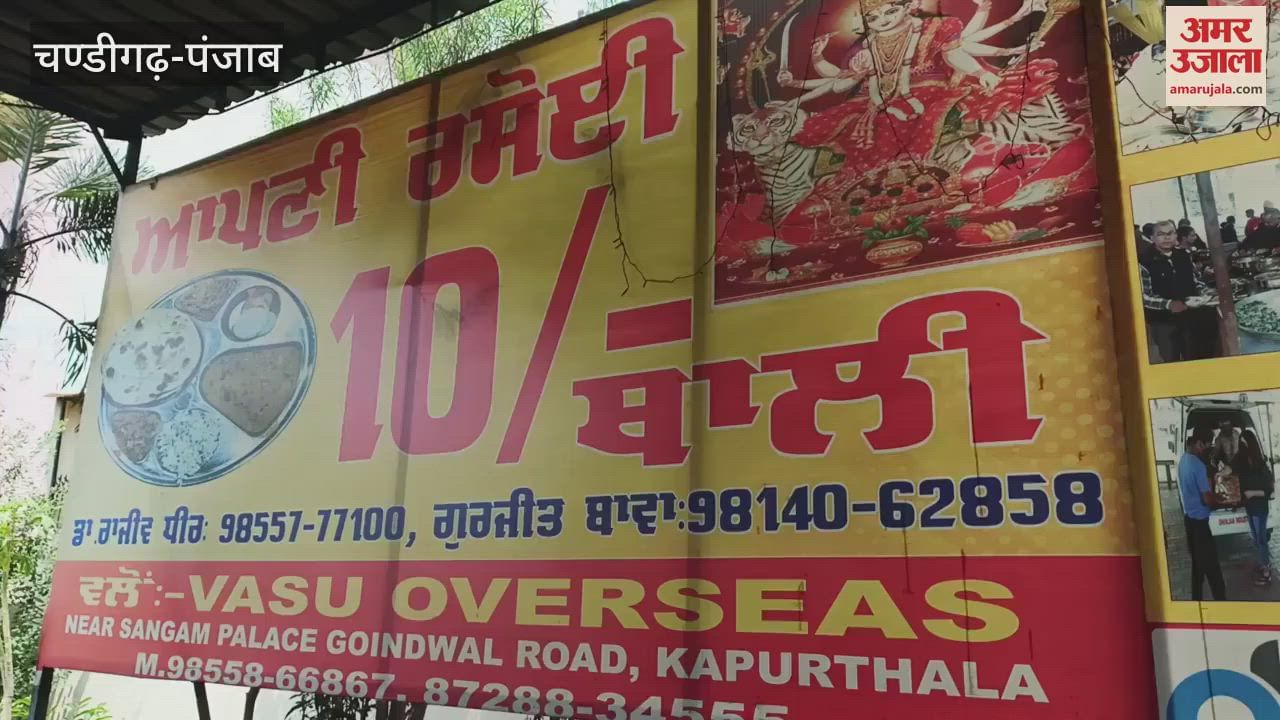 चण्डीगढ़-पंजाब
अमर
उजाला
amarujala.com
ਆਪਣੀ ਰਸੋਈ
10/-
ਥਾਲੀ
ਡਾ.ਰਾਜੀਵ ਧੀਰ: 98557-77100, ਗੁਰਜੀਤ ਬਾਵਾ:98140-62858
ਵਲੋਂ:-VASU OVERSEAS
NEAR SANGAM PALACE GOINDWAL ROAD, KAPURTHALA
M.98558-66867, 87288-34555